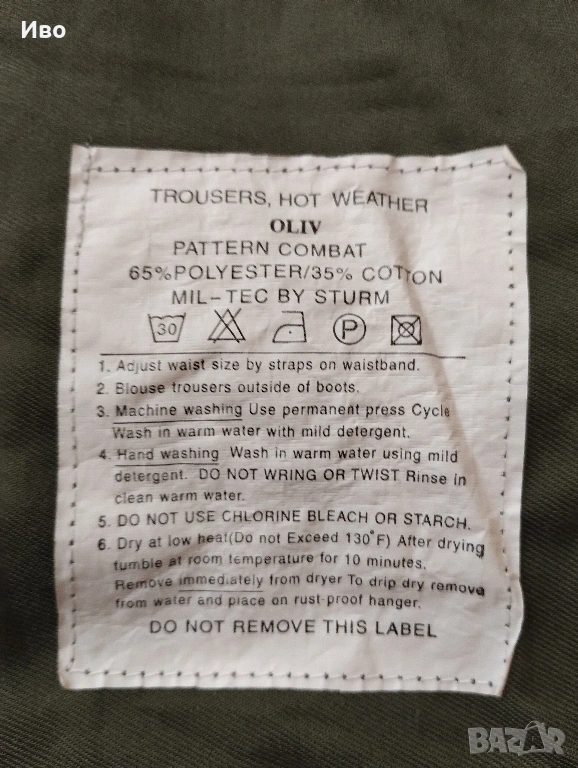 Иво
TROUSERS, HOT WEATHER
OLIV
PATTERN COMBAT
65%POLYESTER/35% COTTON
MIL-TEC BY STURM
30 P
1. Adjust waist size by straps on waistband.
2. Blouse trousers outside of boots.
3. Machine washing Use permanent press Cycle
Wash in warm water with mild detergent.
4. Hand washing Wash in warm water using mild
detergent. DO NOT WRING OR TWIST Rinse in
clean warm water.
5. DO NOT USE CHLORINE BLEACH OR STARCH.
6. Dry at low heat(Do not Exceed 130°F) After drying
tumble at room temperature for 10 minutes.
Remove immediately from dryer To drip dry remove
from water and place on rust-proof hanger.
DO NOT REMOVE THIS LABEL
BAZAR